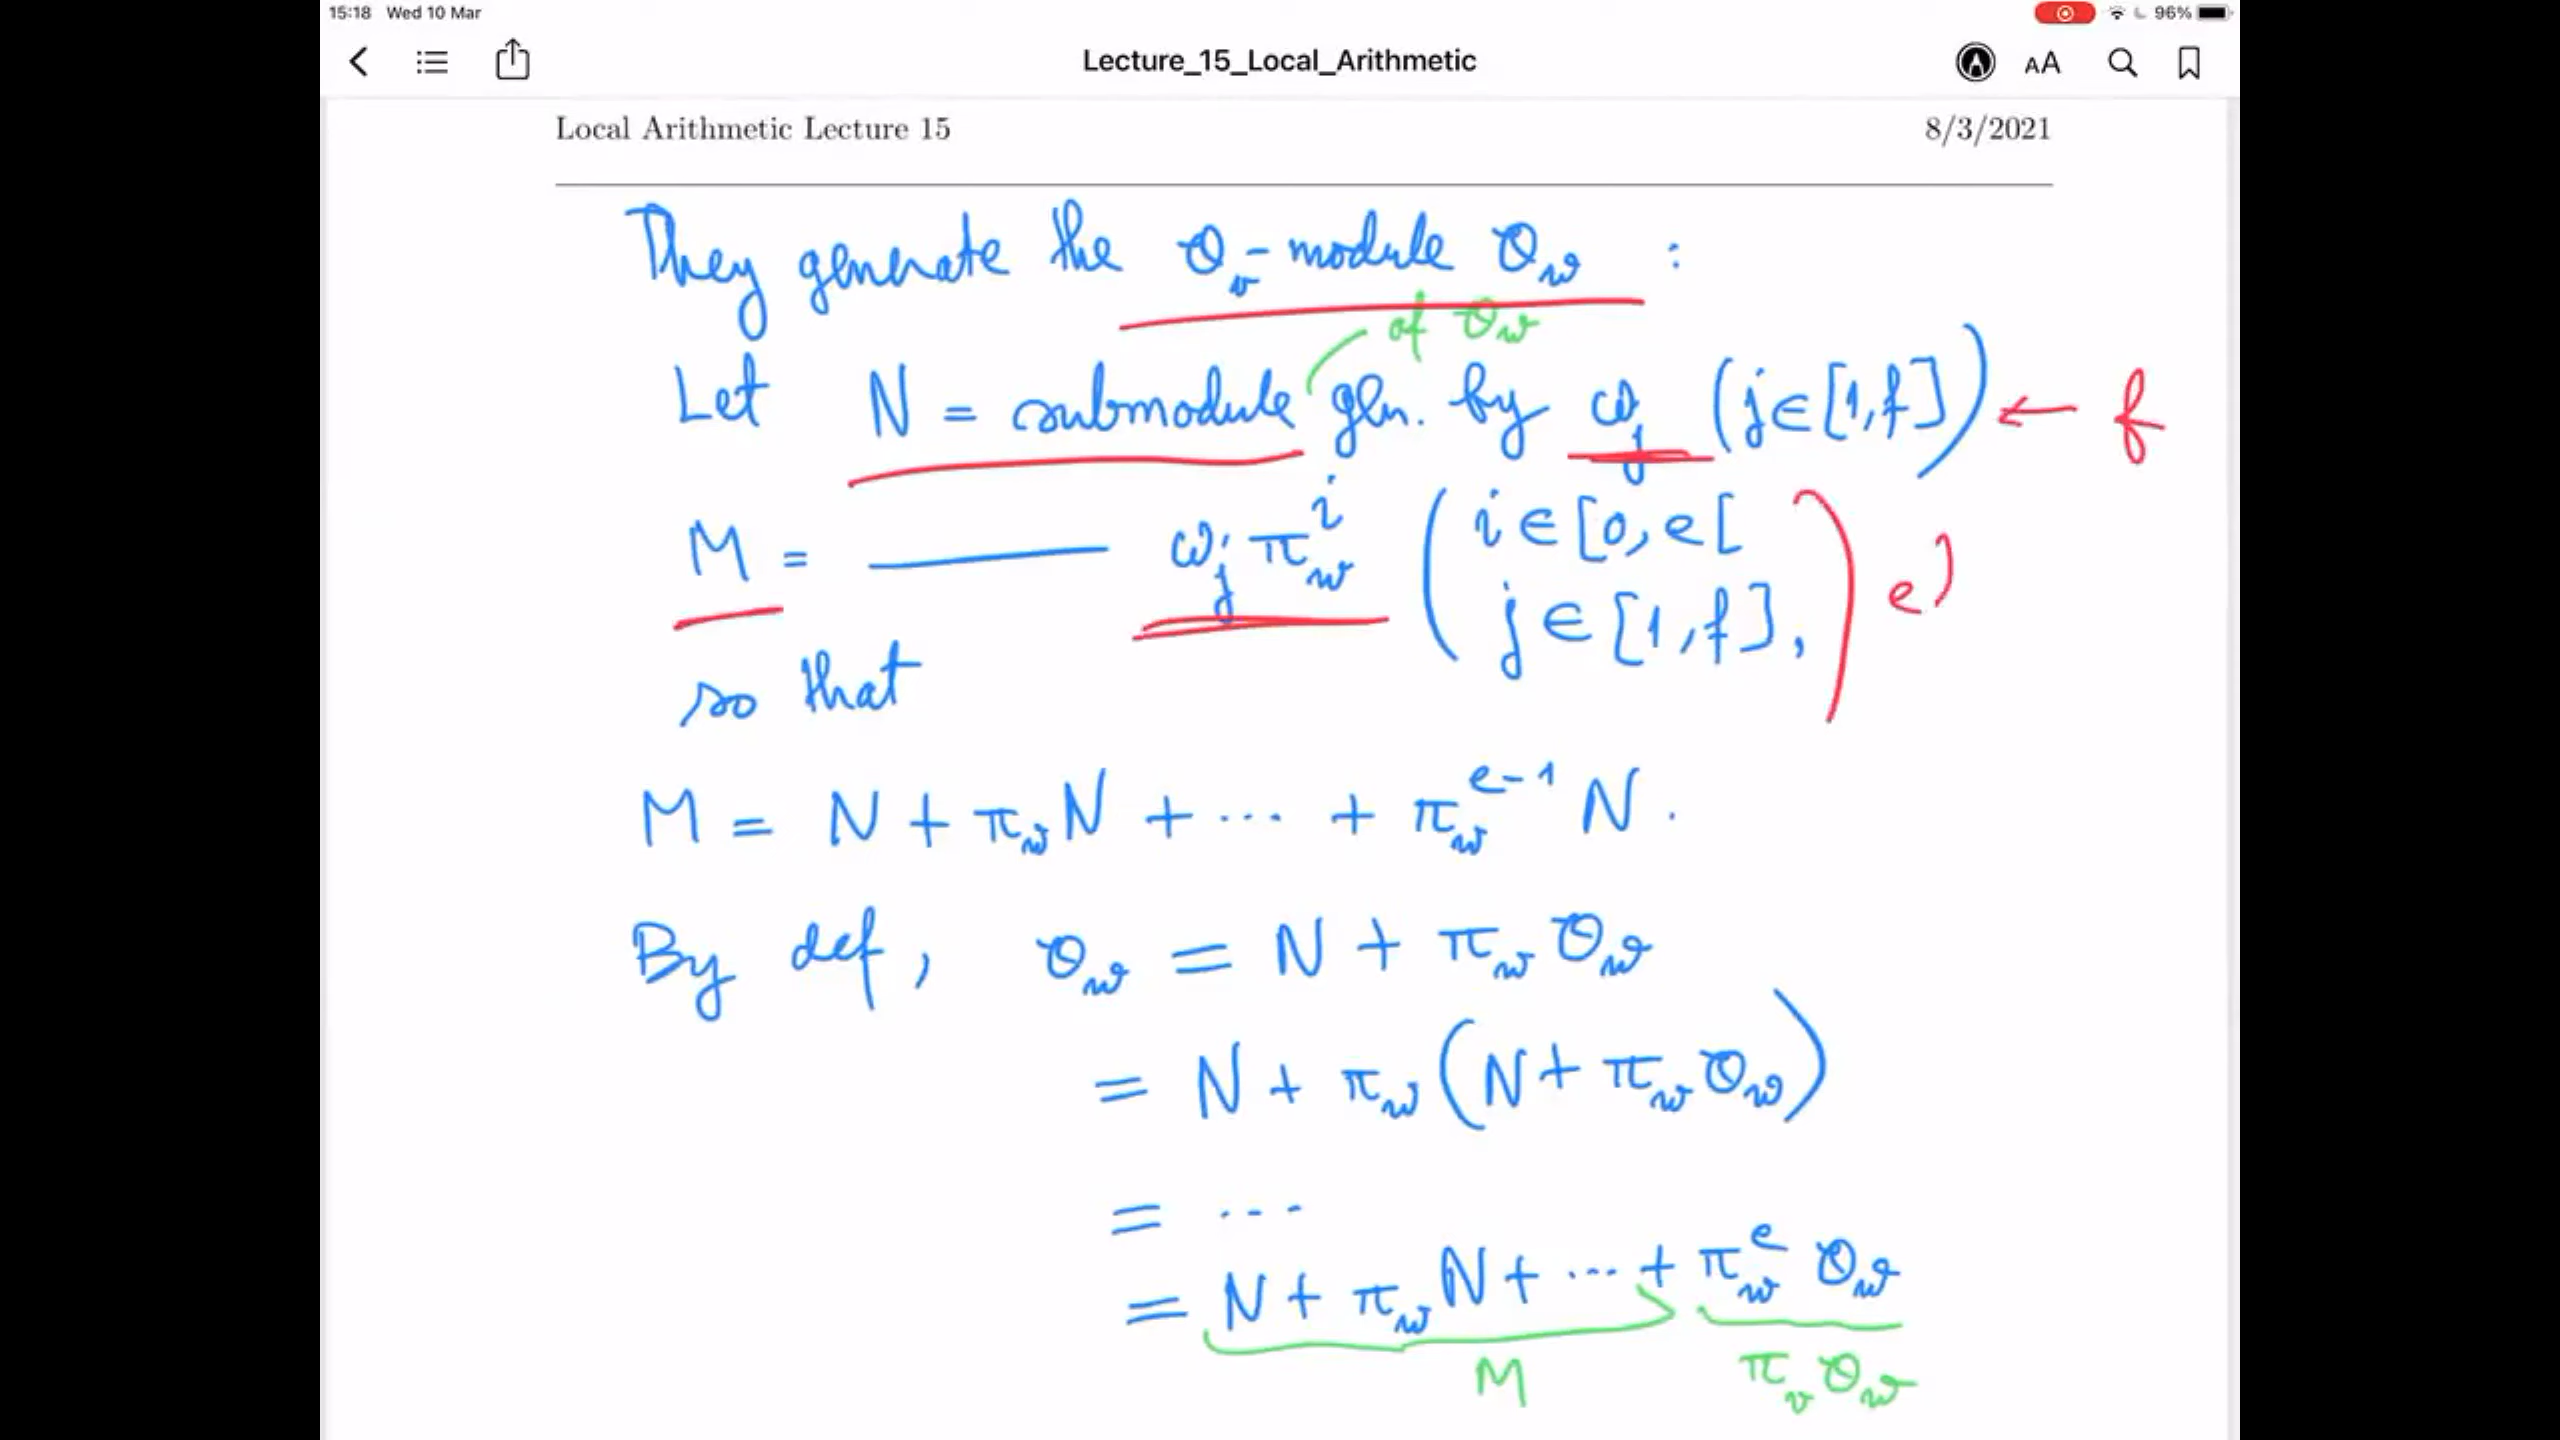 15:18 Wed 10 Mar 96%
Lecture_15_Local_Arithmetic
AA
Local Arithmetic Lecture 15 8/3/2021
They generate the 𝒪_v-module 𝒪_w :
of 𝒪_w
Let N = submodule gen. by ω_j (j∈[1,f]) ← f
M = —— ω_j π_w^i (i∈[0,e[
j∈[1,f], ) e)
so that
M = N + π_w N + ... + π_w^{e-1} N.
By def, 𝒪_w = N + π_w 𝒪_w
= N + π_w (N + π_w 𝒪_w)
= ...
= N + π_w N + ... + π_w^e 𝒪_w
M π_v 𝒪_w